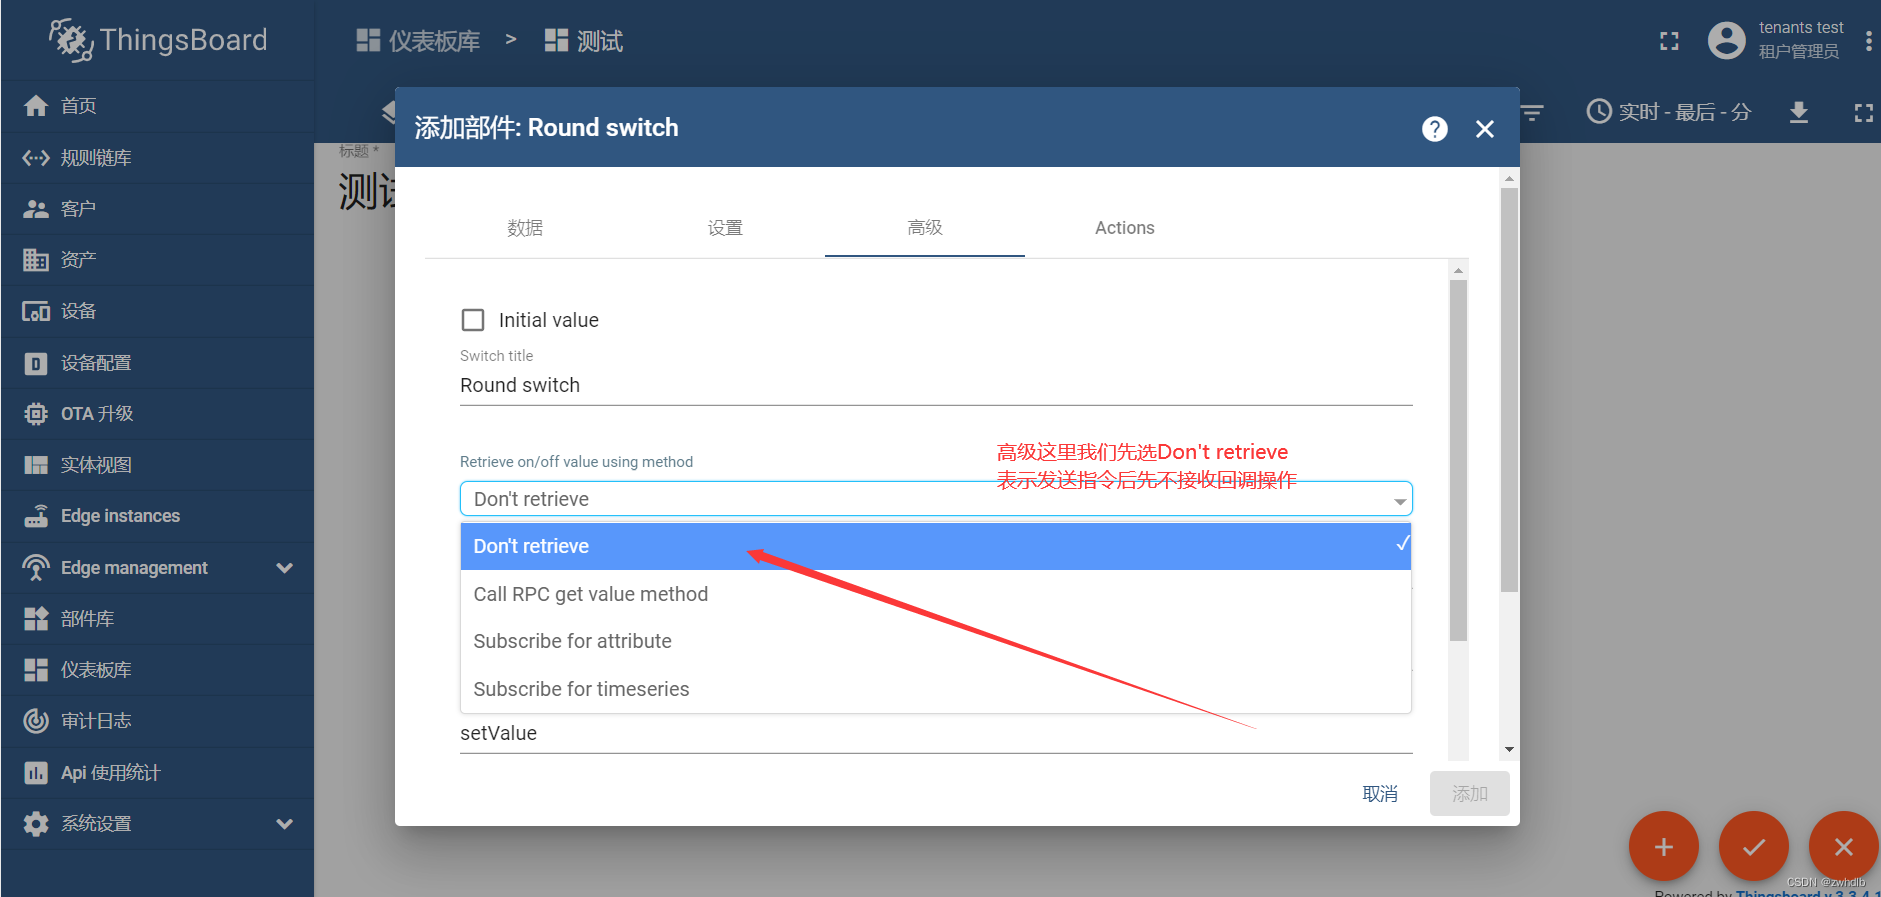 ThingsBoard
仪表板库 > 测试
tenants test
租户管理员
首页
规则链库
客户
资产
设备
设备配置
OTA 升级
实体视图
Edge instances
Edge management
部件库
仪表板库
审计日志
Api 使用统计
系统设置
实时 - 最后 - 分
标题 *
添加部件: Round switch
数据
设置
高级
Actions
Initial value
Switch title
Round switch
高级这里我们先选Don't retrieve
表示发送指令后先不接收回调操作
Retrieve on/off value using method
Don't retrieve
Don't retrieve
Call RPC get value method
Subscribe for attribute
Subscribe for timeseries
setValue
取消
添加
CSDN @zwhdlb
Powered by Thingsboard v.3.3.4.1